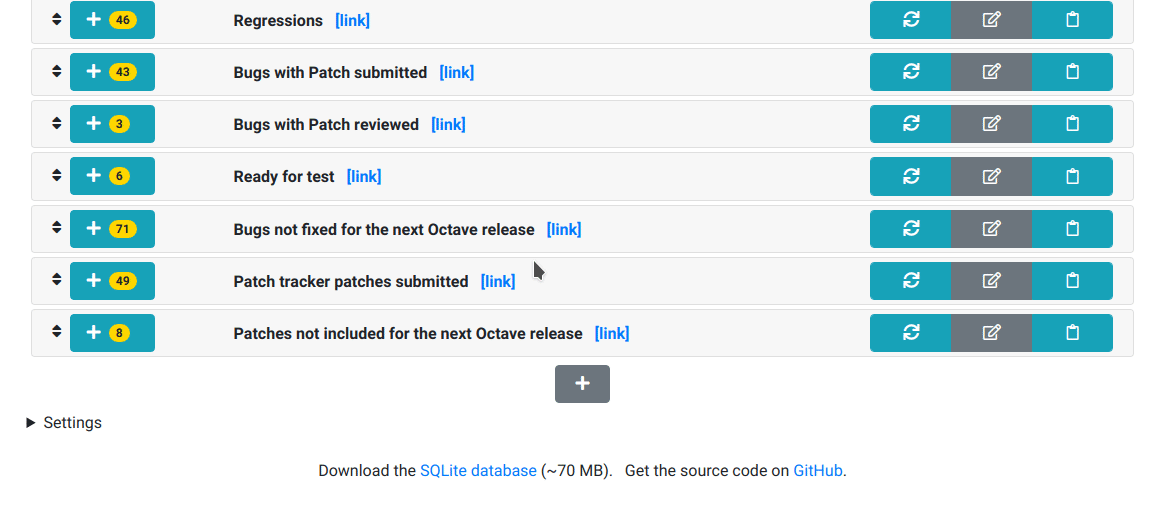 46 Regressions [link]
43 Bugs with Patch submitted [link]
3 Bugs with Patch reviewed [link]
6 Ready for test [link]
71 Bugs not fixed for the next Octave release [link]
49 Patch tracker patches submitted [link]
8 Patches not included for the next Octave release [link]
Settings
Download the SQLite database (~70 MB). Get the source code on GitHub.